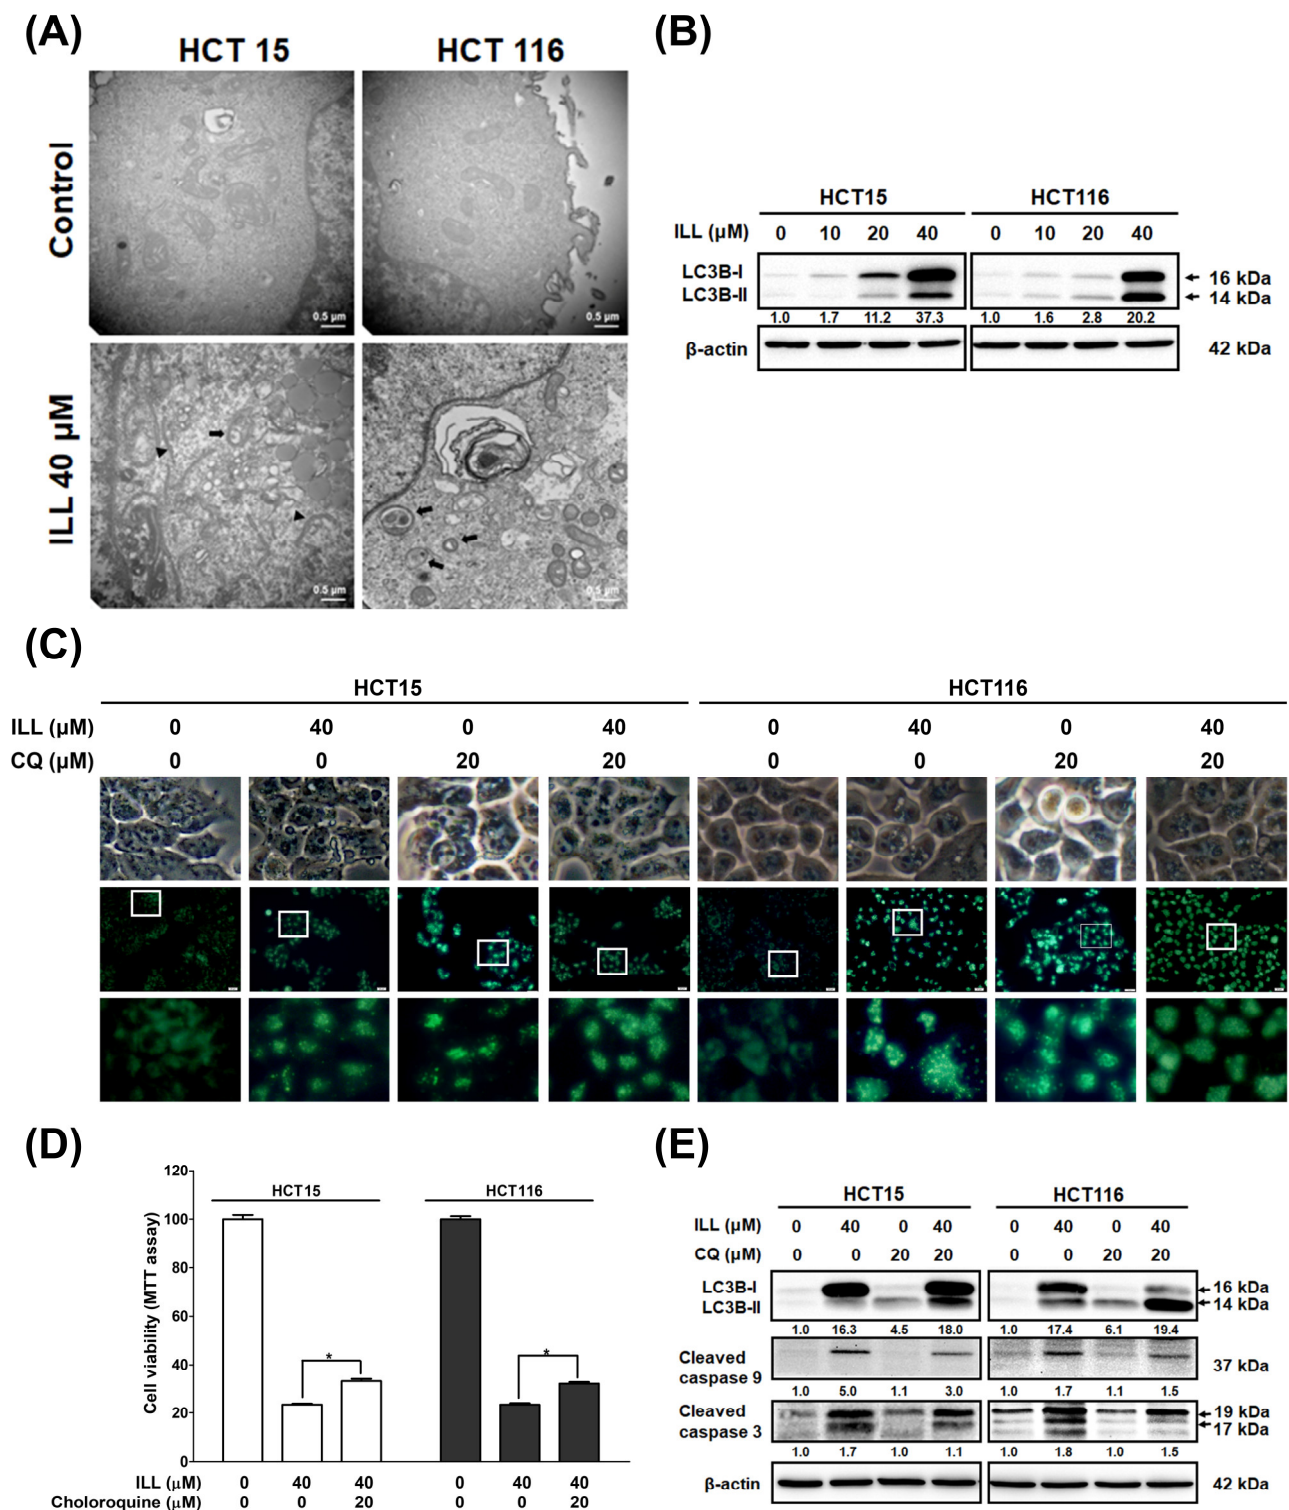 (A)
HCT 15 HCT 116
Control
0.5 μm 0.5 μm
ILL 40 μM
0.5 μm 0.5 μm
(B)
HCT15 HCT116
ILL (μM) 0 10 20 40 0 10 20 40
LC3B-I 16 kDa
LC3B-II 14 kDa
1.0 1.7 11.2 37.3 1.0 1.6 2.8 20.2
β-actin 42 kDa
(C)
HCT15 HCT116
ILL (μM) 0 40 0 40 0 40 0 40
CQ (μM) 0 0 20 20 0 0 20 20
(D)
120
100
80
60
40
20
0
Cell viability (MTT assay)
HCT15 HCT116
* *
ILL (μM) 0 40 40 0 40 40
Choloroquine (μM) 0 0 20 0 0 20
(E)
HCT15 HCT116
ILL (μM) 0 40 0 40 0 40 0 40
CQ (μM) 0 0 20 20 0 0 20 20
LC3B-I 16 kDa
LC3B-II 14 kDa
1.0 16.3 4.5 18.0 1.0 17.4 6.1 19.4
Cleaved
caspase 9 37 kDa
1.0 5.0 1.1 3.0 1.0 1.7 1.1 1.5
Cleaved 19 kDa
caspase 3 17 kDa
1.0 1.7 1.0 1.1 1.0 1.8 1.0 1.5
β-actin 42 kDa